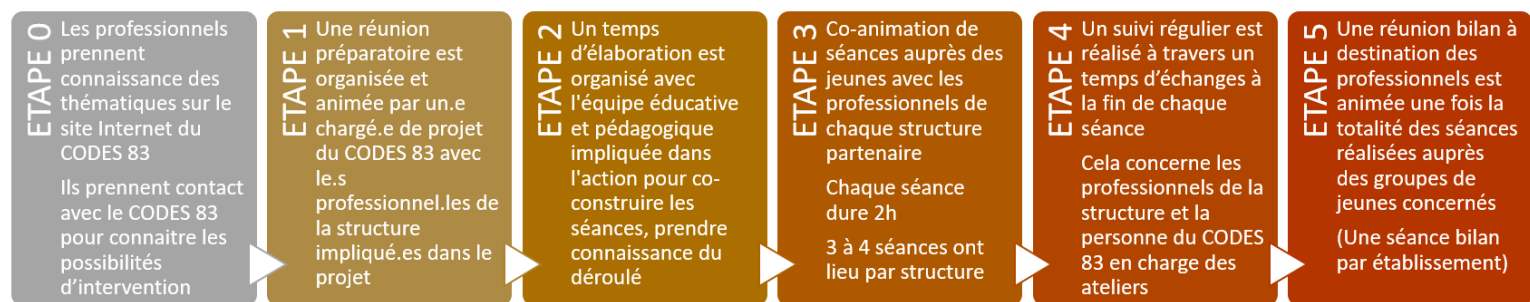 ETAPE 0
Les professionnels
prennent
connaissance des
thématiques sur le
site Internet du
CODES 83
Ils prennent contact
avec le CODES 83
pour connaitre les
possibilités
d’intervention
ETAPE 1
Une réunion
préparatoire est
organisée et
animée par un.e
chargé.e de projet
du CODES 83 avec
le.s
professionnel.les de
la structure
impliqué.es dans le
projet
ETAPE 2
Un temps
d’élaboration est
organisé avec
l'équipe éducative
et pédagogique
impliquée dans
l'action pour co-
construire les
séances, prendre
connaissance du
déroulé
ETAPE 3
Co-animation de
séances auprès des
jeunes avec les
professionnels de
chaque structure
partenaire
Chaque séance
dure 2h
3 à 4 séances ont
lieu par structure
ETAPE 4
Un suivi régulier est
réalisé à travers un
temps d’échanges à
la fin de chaque
séance
Cela concerne les
professionnels de la
structure et la
personne du CODES
83 en charge des
ateliers
ETAPE 5
Une réunion bilan à
destination des
professionnels est
animée une fois la
totalité des séances
réalisées auprès
des groupes de
jeunes concernés
(Une séance bilan
par établissement)